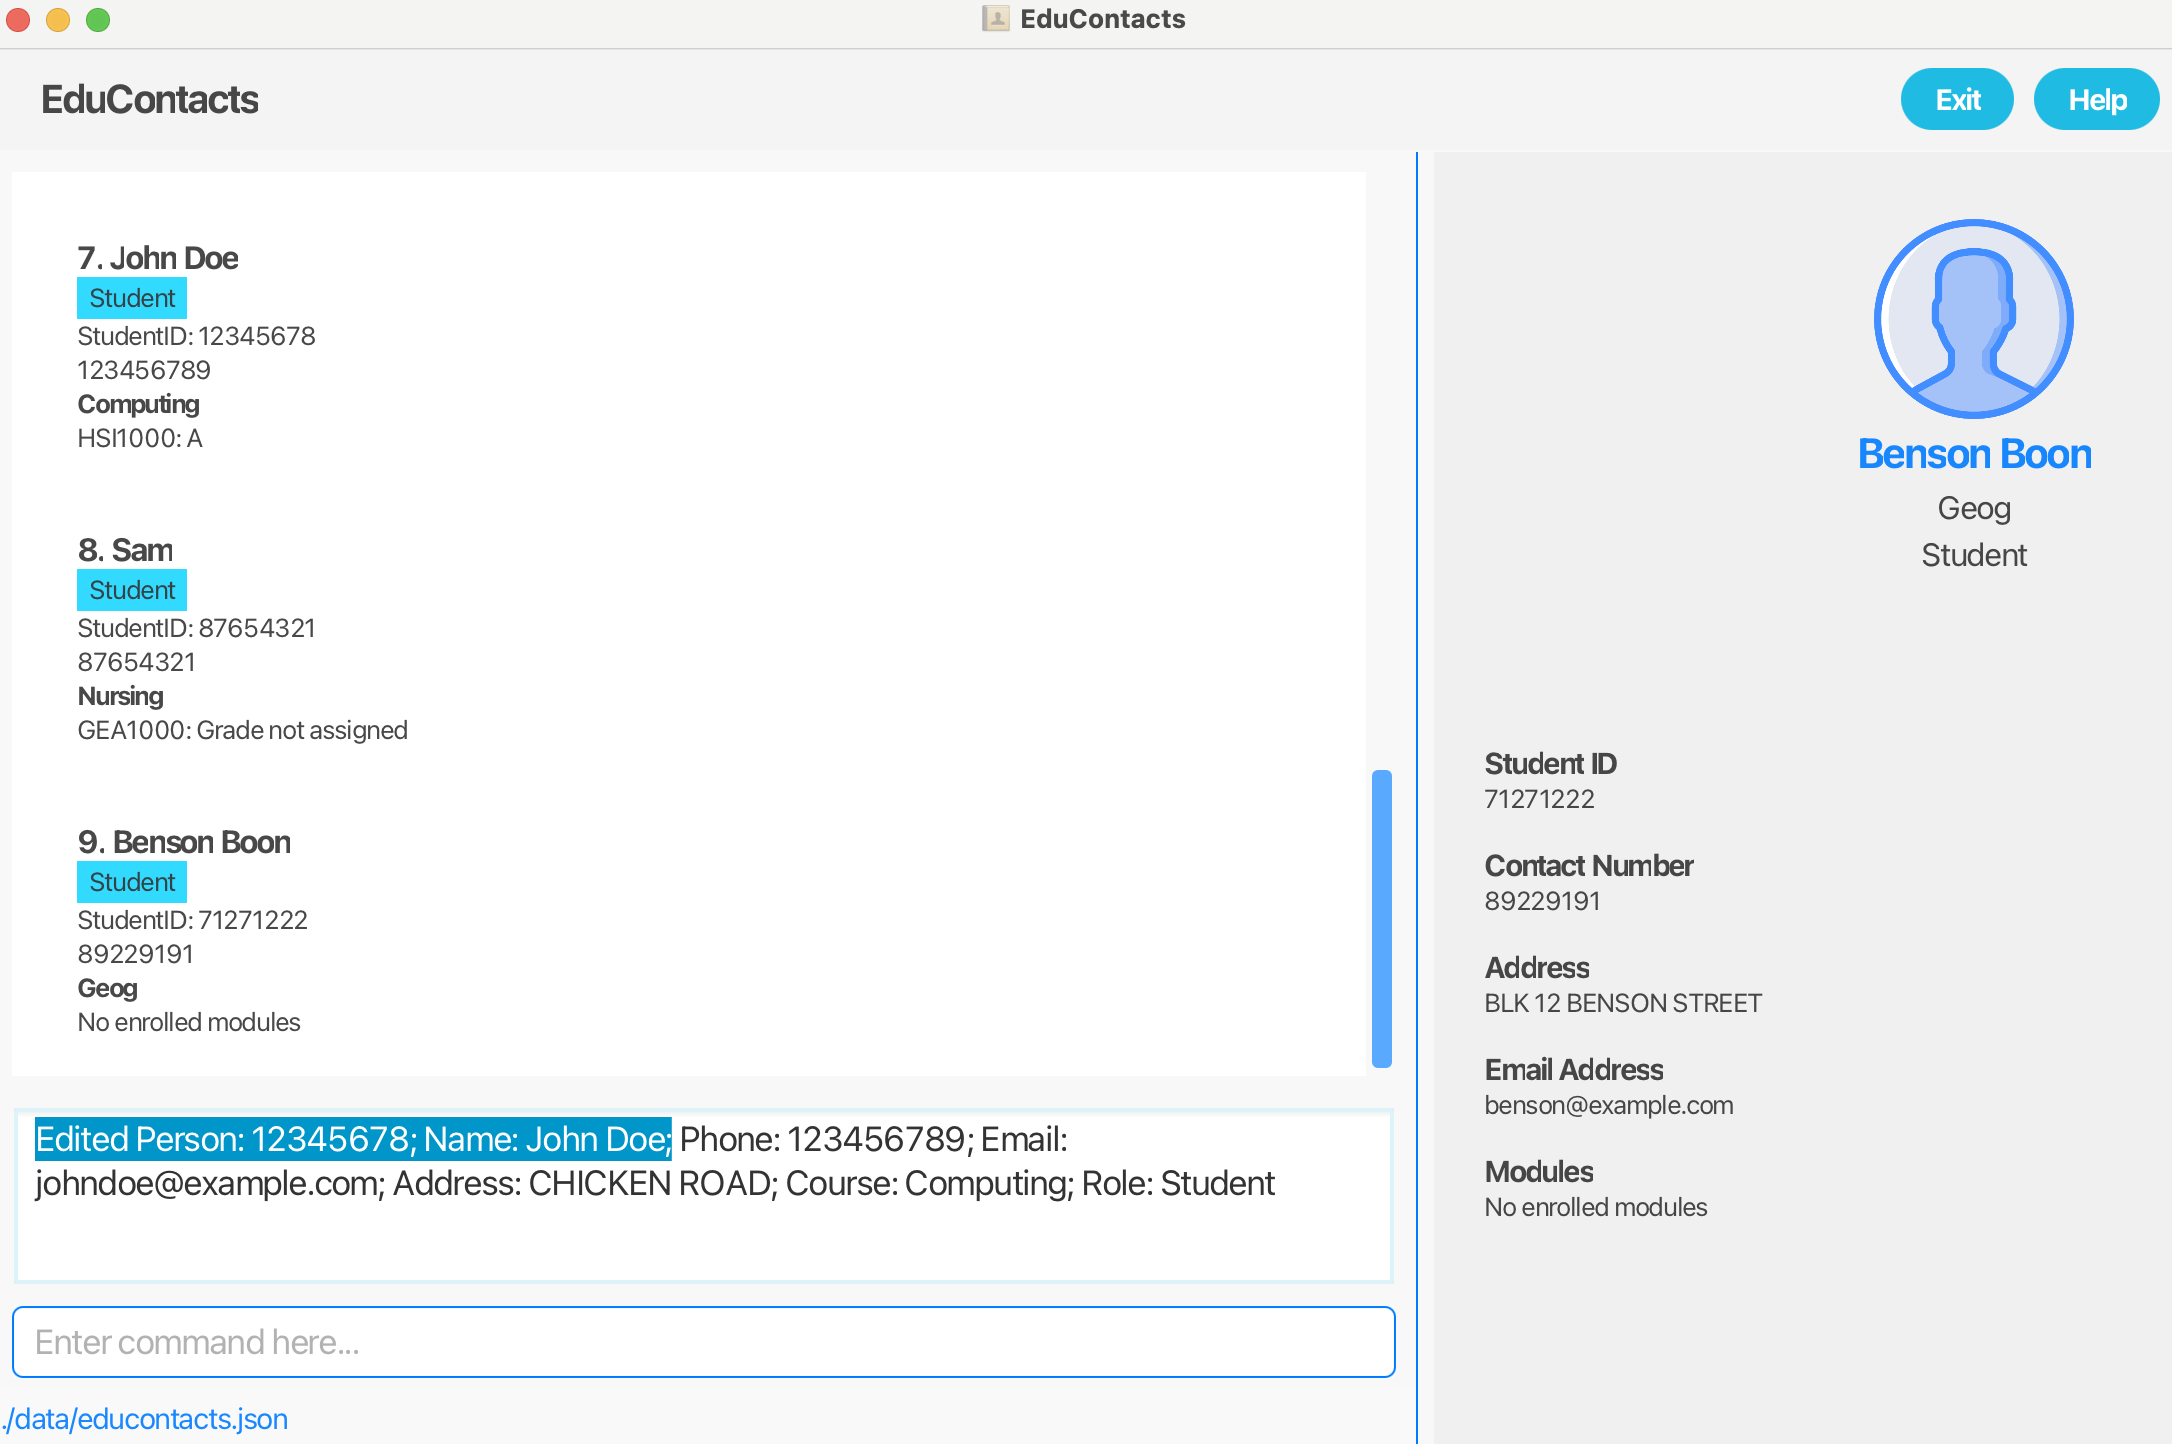 EduContacts
EduContacts
Exit
Help
7. John Doe
Student
StudentID: 12345678
123456789
Computing
HSI1000: A
8. Sam
Student
StudentID: 87654321
87654321
Nursing
GEA1000: Grade not assigned
9. Benson Boon
Student
StudentID: 71271222
89229191
Geog
No enrolled modules
Edited Person: 12345678; Name: John Doe; Phone: 123456789; Email:
johndoe@example.com; Address: CHICKEN ROAD; Course: Computing; Role: Student
Enter command here...
./data/educontacts.json
Benson Boon
Geog
Student
Student ID
71271222
Contact Number
89229191
Address
BLK 12 BENSON STREET
Email Address
benson@example.com
Modules
No enrolled modules